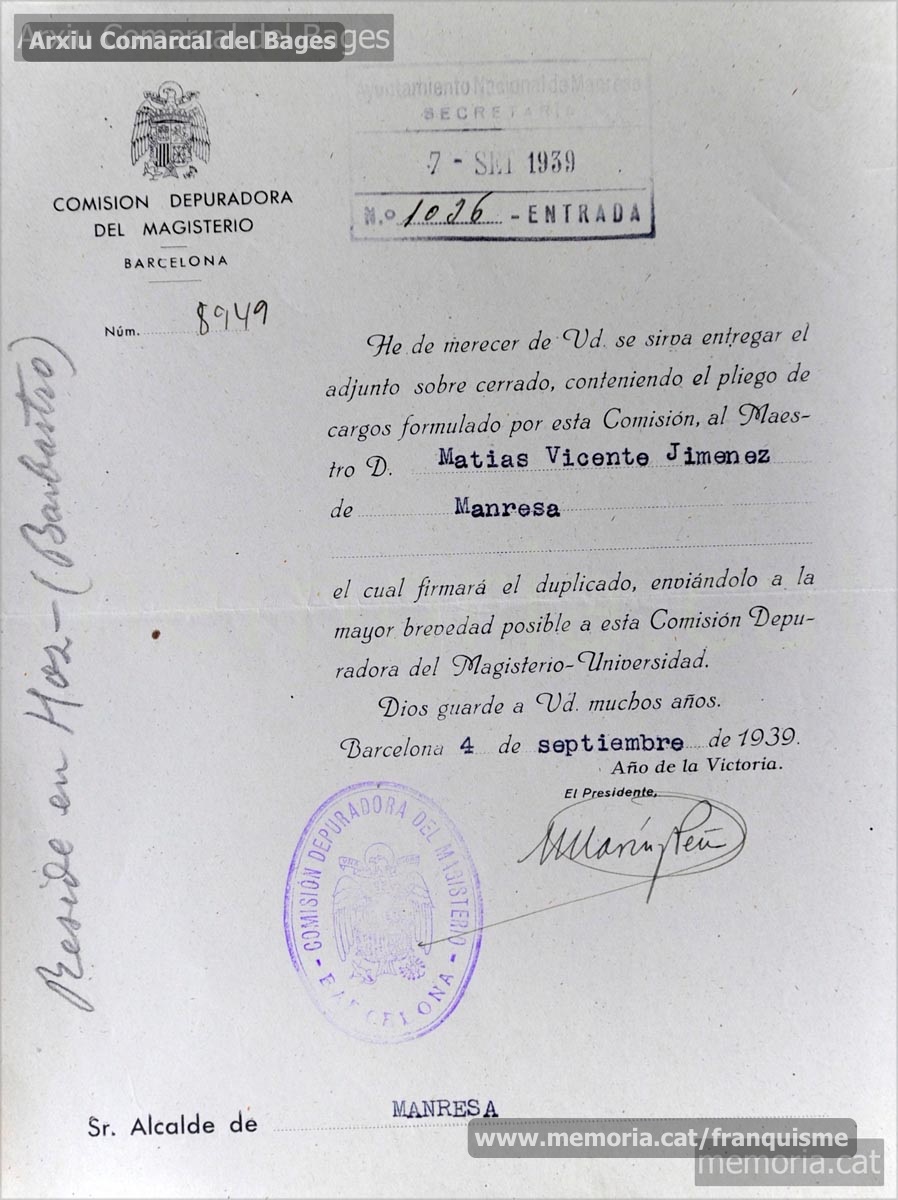 Arxiu Comarcal del Bages
Arxiu Comarcal del Bages
Ayuntamiento Nacional de Manresa
SECRETARIA
7 - SET 1939
N.º 1036 - ENTRADA
COMISION DEPURADORA
DEL MAGISTERIO
BARCELONA
Núm. 8949
He de merecer de Vd. se sirva entregar el
adjunto sobre cerrado, conteniendo el pliego de
cargos formulado por esta Comisión, al Maes-
tro D. Matias Vicente Jimenez
de Manresa
el cual firmará el duplicado, enviándolo a la
mayor brevedad posible a esta Comisión Depu-
radora del Magisterio-Universidad.
Dios guarde a Vd. muchos años.
Barcelona 4 de septiembre de 1939.
Año de la Victoria.
El Presidente,
COMISIÓN DEPURADORA DEL MAGISTERIO
- BARCELONA -
Reside en Hoz - (Barbastro)
Sr. Alcalde de MANRESA
www.memoria.cat/franquisme
memoria.cat